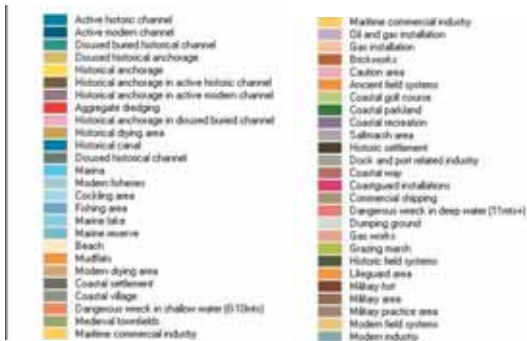 Active historic channel
Active modern channel
Disused buried historical channel
Disused historical anchorage
Historical anchorage
Historical anchorage in active historic channel
Historical anchorage in active modern channel
Aggregate dredging
Historical anchorage in disused buried channel
Historical drying area
Historical canal
Disused historical channel
Marina
Modern fisheries
Cockling area
Fishing area
Marine lake
Marine reserve
Beach
Mudflats
Modern drying area
Coastal settlement
Coastal village
Dangerous wreck in shallow water (0-10mts)
Medieval townfields
Maritime commercial industry
Maritime commercial industry
Oil and gas installation
Gas installation
Brickworks
Caution area
Ancient field systems
Coastal golf course
Coastal parkland
Coastal recreation
Saltmarsh area
Historic settlement
Dock and port related industry
Coastal way
Coastguard installations
Commercial shipping
Dangerous wreck in deep water (11mts+)
Dumping ground
Gas works
Grazing marsh
Historic field systems
Lifeguard area
Military fort
Military area
Military practice area
Modern field systems
Modern industry